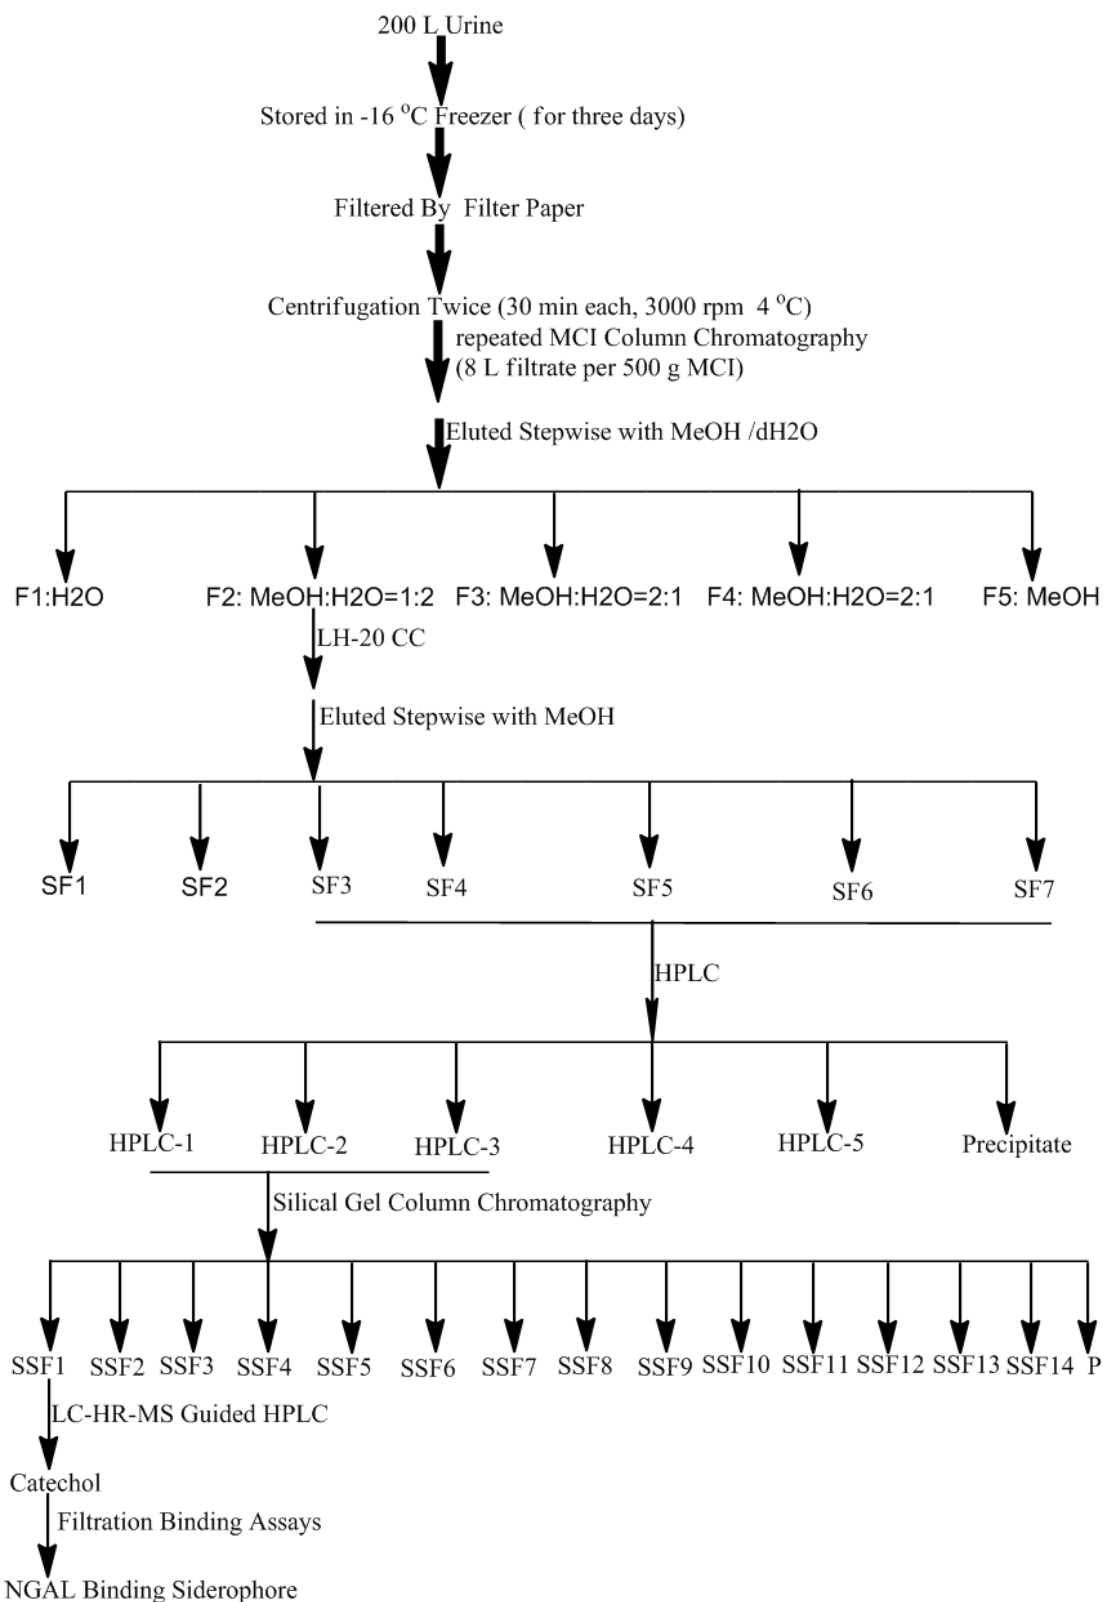 200 L Urine
Stored in -16 °C Freezer ( for three days)
Filtered By Filter Paper
Centrifugation Twice (30 min each, 3000 rpm 4 °C)
repeated MCI Column Chromatography
(8 L filtrate per 500 g MCI)
Eluted Stepwise with MeOH /dH2O
F1:H2O F2: MeOH:H2O=1:2 F3: MeOH:H2O=2:1 F4: MeOH:H2O=2:1 F5: MeOH
LH-20 CC
Eluted Stepwise with MeOH
SF1 SF2 SF3 SF4 SF5 SF6 SF7
HPLC
HPLC-1 HPLC-2 HPLC-3 HPLC-4 HPLC-5 Precipitate
Silical Gel Column Chromatography
SSF1 SSF2 SSF3 SSF4 SSF5 SSF6 SSF7 SSF8 SSF9 SSF10 SSF11 SSF12 SSF13 SSF14 P
LC-HR-MS Guided HPLC
Catechol
Filtration Binding Assays
NGAL Binding Siderophore